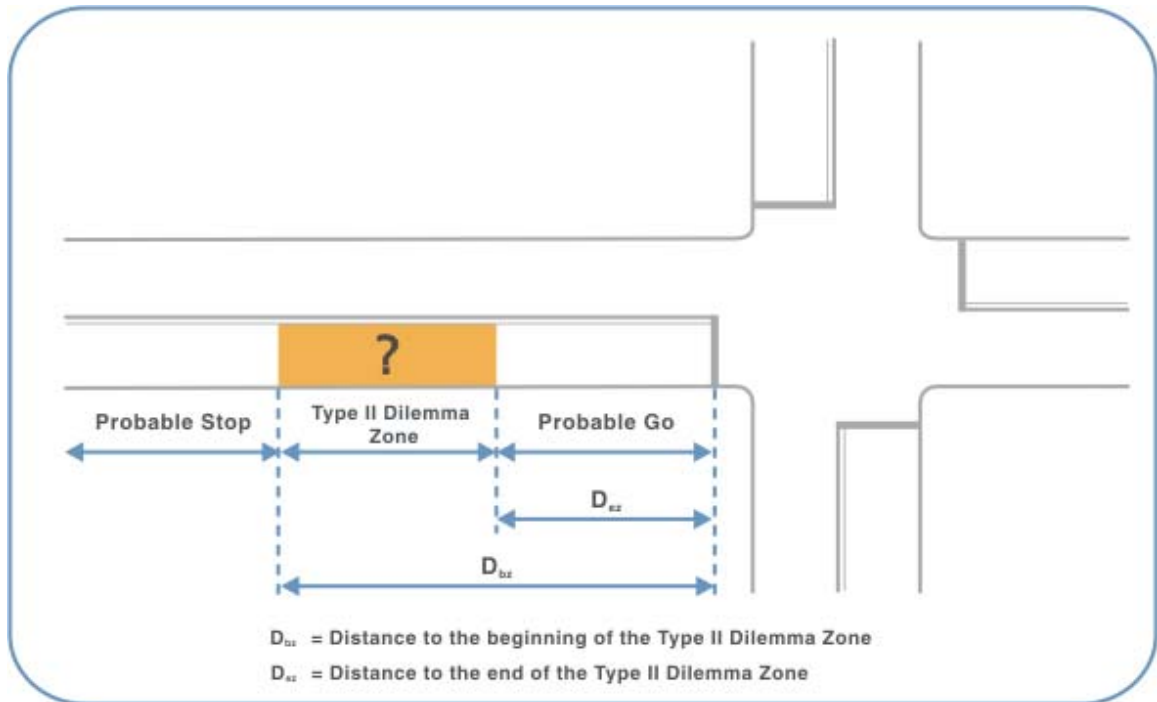 ?
Probable Stop
Type II Dilemma
Zone
Probable Go
Dez
Dbz
Dbz = Distance to the beginning of the Type II Dilemma Zone
Dez = Distance to the end of the Type II Dilemma Zone